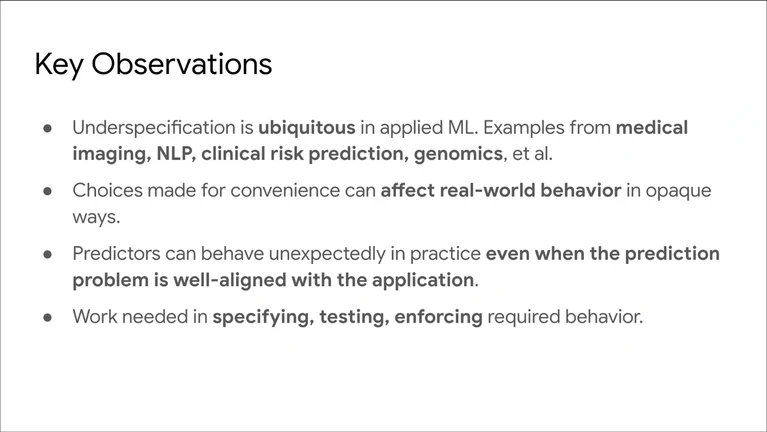 Key Observations
● Underspecification is ubiquitous in applied ML. Examples from medical
imaging, NLP, clinical risk prediction, genomics, et al.
● Choices made for convenience can affect real-world behavior in opaque
ways.
● Predictors can behave unexpectedly in practice even when the prediction
problem is well-aligned with the application.
● Work needed in specifying, testing, enforcing required behavior.